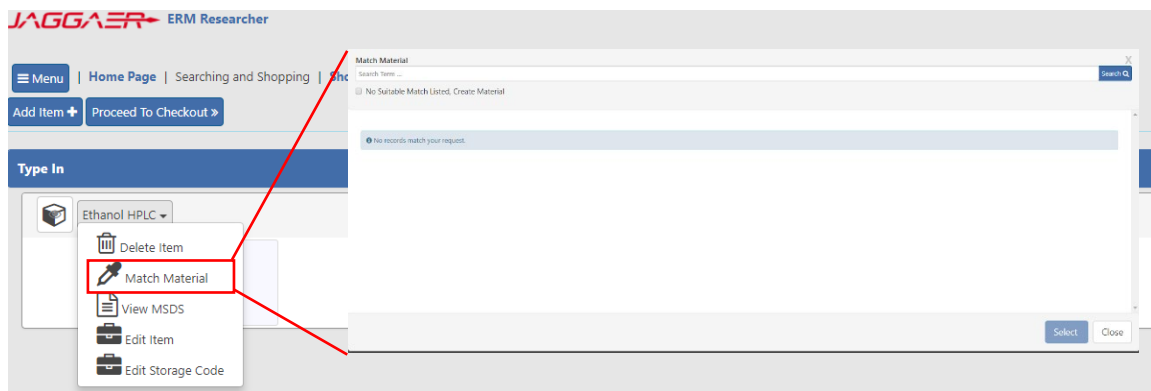 JAGGAER ERM Researcher
Menu | Home Page | Searching and Shopping | Sho
Add Item Proceed To Checkout »
Type In
Ethanol HPLC
Delete Item
Match Material
View MSDS
Edit Item
Edit Storage Code
Match Material X
Search Term ... Search
No Suitable Match Listed, Create Material
No records match your request.
Select Close